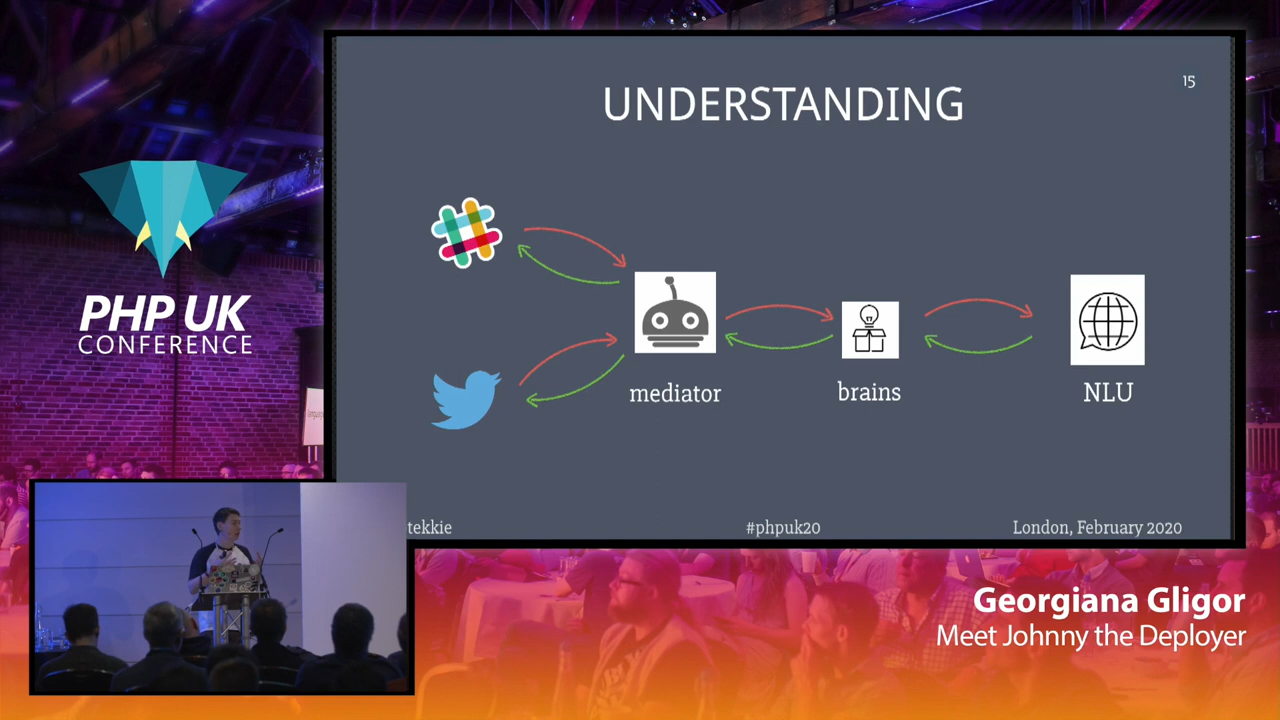 PHP UK
CONFERENCE
15
UNDERSTANDING
mediator
brains
NLU
tekkie
#phpuk20
London, February 2020
Georgiana Gligor
Meet Johnny the Deployer